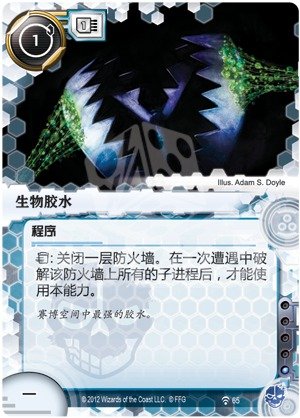 1
1
Illus. Adam S. Doyle
生物胶水
程序
: 关闭一层防火墙。在一次遭遇中破
解该防火墙上所有的子进程后，才能使
用本能力。
赛博空间中最强的胶水。
–
©2012 Wizards of the Coast LLC. © FFG
65